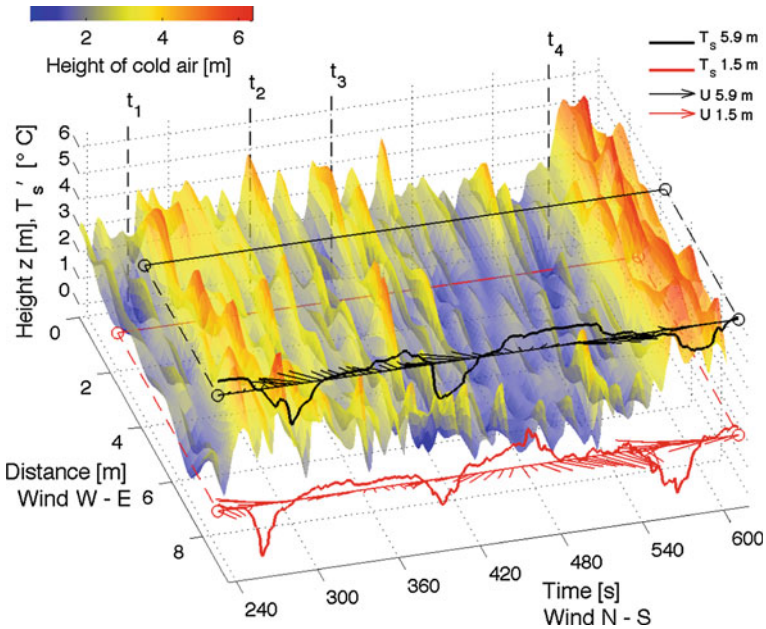 2 4 6
Height of cold air [m]
t1
t2
t3
t4
Ts 5.9 m
Ts 1.5 m
U 5.9 m
U 1.5 m
Height z [m], Ts' [° C]
6
5
4
3
2
1
0
0
2
4
6
8
Distance [m]
Wind W - E
240 300 360 420 480 540 600
Time [s]
Wind N - S